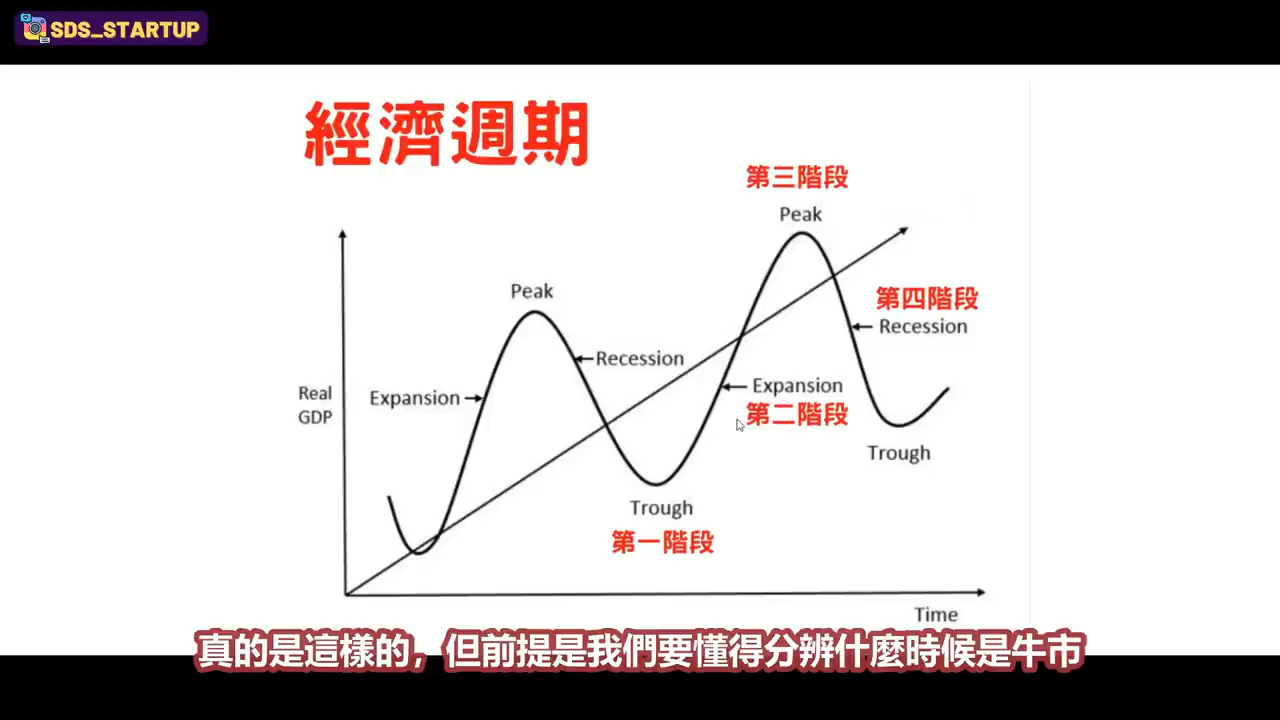 SDS_STARTUP
經濟週期
第三階段
Peak
Peak
第四階段
Recession
Recession
Expansion
Expansion
第二階段
Real
GDP
Trough
Trough
第一階段
Time
真的是這樣的，但前提是我們要懂得分辨什麼時候是牛市